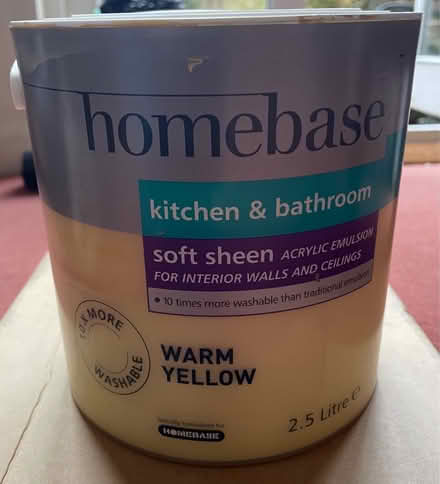 homebase
kitchen & bathroom
soft sheen ACRYLIC EMULSION
FOR INTERIOR WALLS AND CEILINGS
• 10 times more washable than traditional emulsion
10X MORE
WASHABLE
WARM
YELLOW
HOMEBASE
2.5 Litre e